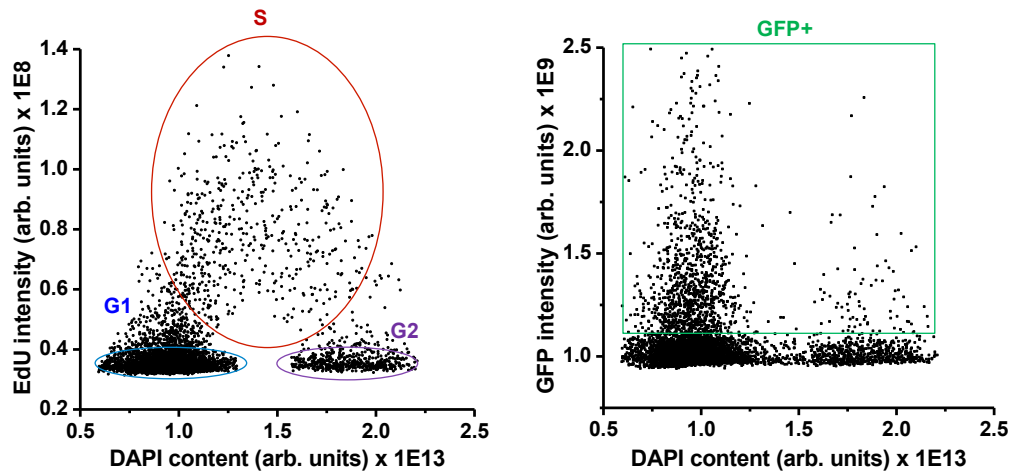 S
EdU intensity (arb. units) x 1E8
1.4
1.2
1.0
0.8
0.6
0.4
0.2
G1
G2
0.5 1.0 1.5 2.0 2.5
DAPI content (arb. units) x 1E13
GFP+
GFP intensity (arb. units) x 1E9
2.5
2.0
1.5
1.0
0.5 1.0 1.5 2.0 2.5
DAPI content (arb. units) x 1E13